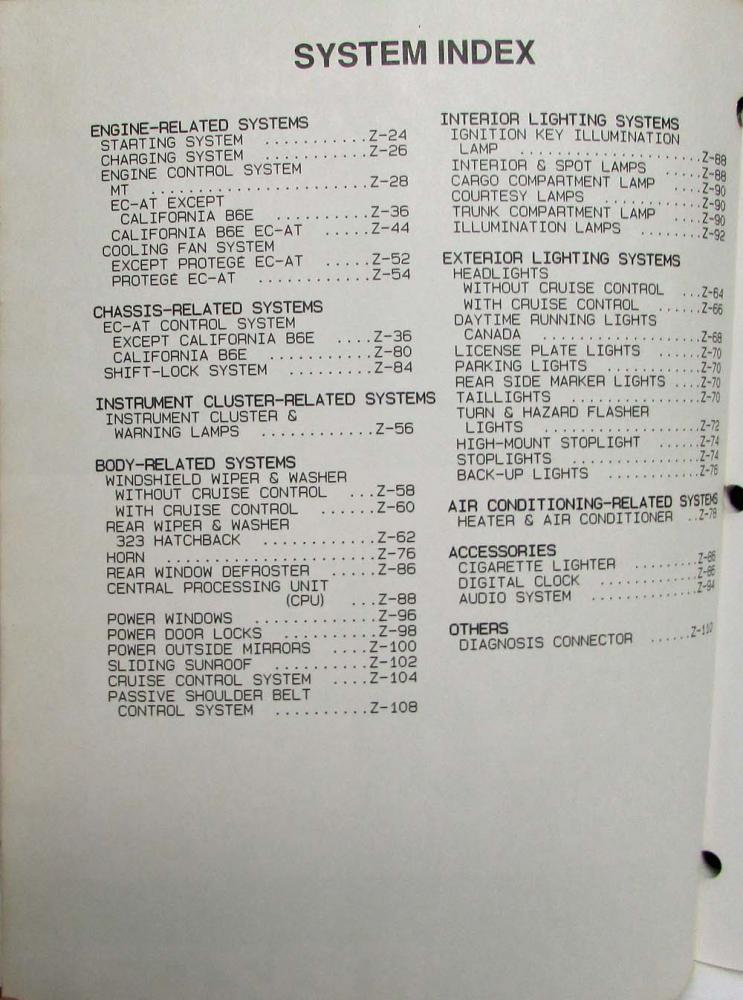 SYSTEM INDEX
ENGINE-RELATED SYSTEMS
STARTING SYSTEM ...........Z-24
CHARGING SYSTEM ...........Z-26
ENGINE CONTROL SYSTEM
MT .........................Z-28
EC-AT EXCEPT
CALIFORNIA B6E ..........Z-36
CALIFORNIA B6E EC-AT .....Z-44
COOLING FAN SYSTEM
EXCEPT PROTEGÉ EC-AT .....Z-52
PROTEGÉ EC-AT ............Z-54
CHASSIS-RELATED SYSTEMS
EC-AT CONTROL SYSTEM
EXCEPT CALIFORNIA B6E ....Z-36
CALIFORNIA B6E ...........Z-80
SHIFT-LOCK SYSTEM .........Z-84
INSTRUMENT CLUSTER-RELATED SYSTEMS
INSTRUMENT CLUSTER &
WARNING LAMPS ............Z-56
BODY-RELATED SYSTEMS
WINDSHIELD WIPER & WASHER
WITHOUT CRUISE CONTROL ...Z-58
WITH CRUISE CONTROL ......Z-60
REAR WIPER & WASHER
323 HATCHBACK ............Z-62
HORN ........................Z-76
REAR WINDOW DEFROSTER .....Z-86
CENTRAL PROCESSING UNIT
(CPU) ...Z-88
POWER WINDOWS .............Z-96
POWER DOOR LOCKS ..........Z-98
POWER OUTSIDE MIRRORS ....Z-100
SLIDING SUNROOF ..........Z-102
CRUISE CONTROL SYSTEM ....Z-104
PASSIVE SHOULDER BELT
CONTROL SYSTEM ..........Z-108
INTERIOR LIGHTING SYSTEMS
IGNITION KEY ILLUMINATION
LAMP ...................Z-88
INTERIOR & SPOT LAMPS .....Z-88
CARGO COMPARTMENT LAMP ....Z-90
COURTESY LAMPS ............Z-90
TRUNK COMPARTMENT LAMP ....Z-90
ILLUMINATION LAMPS ........Z-92
EXTERIOR LIGHTING SYSTEMS
HEADLIGHTS
WITHOUT CRUISE CONTROL ...Z-64
WITH CRUISE CONTROL ......Z-66
DAYTIME RUNNING LIGHTS
CANADA ................Z-68
LICENSE PLATE LIGHTS ......Z-70
PARKING LIGHTS ............Z-70
REAR SIDE MARKER LIGHTS ...Z-70
TAILLIGHTS ................Z-70
TURN & HAZARD FLASHER
LIGHTS ................Z-72
HIGH-MOUNT STOPLIGHT ......Z-74
STOPLIGHTS ................Z-74
BACK-UP LIGHTS ............Z-76
AIR CONDITIONING-RELATED SYSTEMS
HEATER & AIR CONDITIONER ..Z-78
ACCESSORIES
CIGARETTE LIGHTER .........Z-86
DIGITAL CLOCK .............Z-86
AUDIO SYSTEM ..............Z-94
OTHERS
DIAGNOSIS CONNECTOR ......Z-110